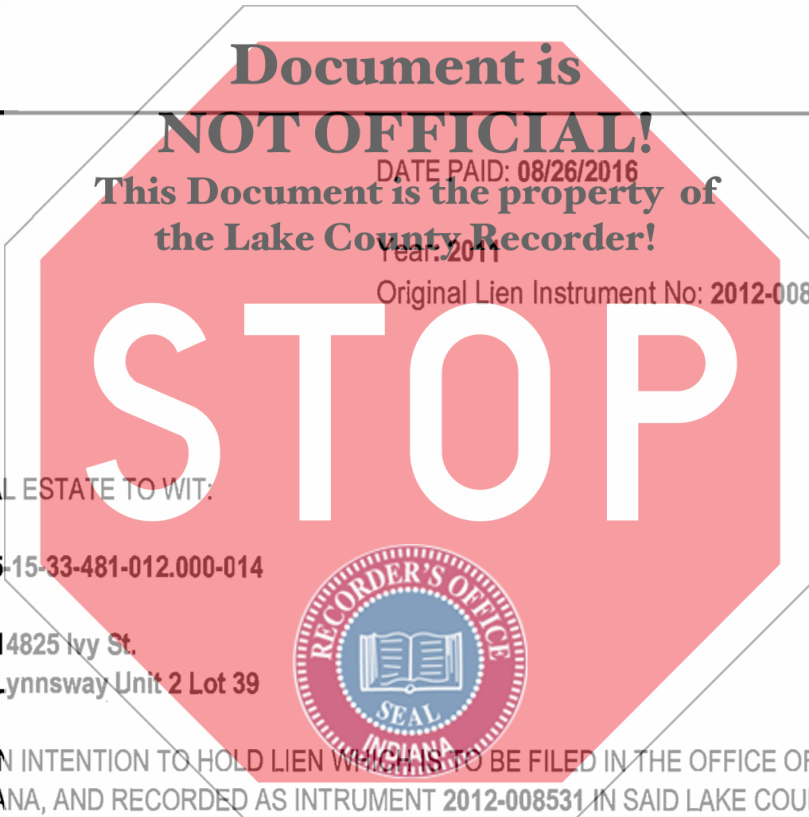 Document is
NOT OFFICIAL!
DATE PAID: 08/26/2016
This Document is the property of
the Lake County Recorder!
Year: 2011
Original Lien Instrument No: 2012-008
STOP
L ESTATE TO WIT:
-15-33-481-012.000-014
RECORDER'S OFFICE
SEAL
INDIANA
4825 Ivy St.
Lynnsway Unit 2 Lot 39
N INTENTION TO HOLD LIEN WHICH IS TO BE FILED IN THE OFFICE OF
ANA, AND RECORDED AS INTRUMENT 2012-008531 IN SAID LAKE COU